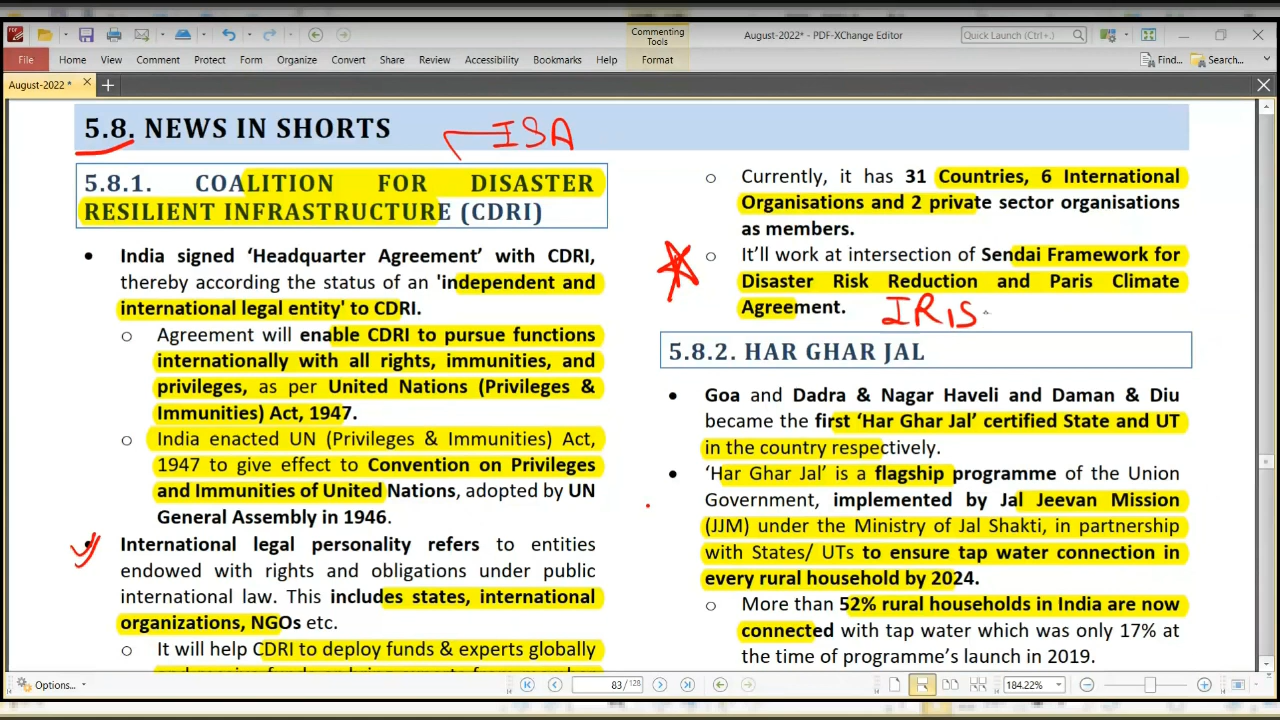 Commenting Tools
August-2022* - PDF-XChange Editor
Quick Launch (Ctrl+.)
File Home View Comment Protect Form Organize Convert Share Review Accessibility Bookmarks Help Format
Find... Search...
August-2022 *
5.8. NEWS IN SHORTS
ISA
5.8.1. COALITION FOR DISASTER
RESILIENT INFRASTRUCTURE (CDRI)
• India signed ‘Headquarter Agreement’ with CDRI,
thereby according the status of an 'independent and
international legal entity' to CDRI.
o Agreement will enable CDRI to pursue functions
internationally with all rights, immunities, and
privileges, as per United Nations (Privileges &
Immunities) Act, 1947.
o India enacted UN (Privileges & Immunities) Act,
1947 to give effect to Convention on Privileges
and Immunities of United Nations, adopted by UN
General Assembly in 1946.
• International legal personality refers to entities
endowed with rights and obligations under public
international law. This includes states, international
organizations, NGOs etc.
o It will help CDRI to deploy funds & experts globally
o Currently, it has 31 Countries, 6 International
Organisations and 2 private sector organisations
as members.
o It’ll work at intersection of Sendai Framework for
Disaster Risk Reduction and Paris Climate
Agreement.
IRIS
5.8.2. HAR GHAR JAL
• Goa and Dadra & Nagar Haveli and Daman & Diu
became the first ‘Har Ghar Jal’ certified State and UT
in the country respectively.
• ‘Har Ghar Jal’ is a flagship programme of the Union
Government, implemented by Jal Jeevan Mission
(JJM) under the Ministry of Jal Shakti, in partnership
with States/ UTs to ensure tap water connection in
every rural household by 2024.
o More than 52% rural households in India are now
connected with tap water which was only 17% at
the time of programme’s launch in 2019.
Options...
83 / 128
184.22%